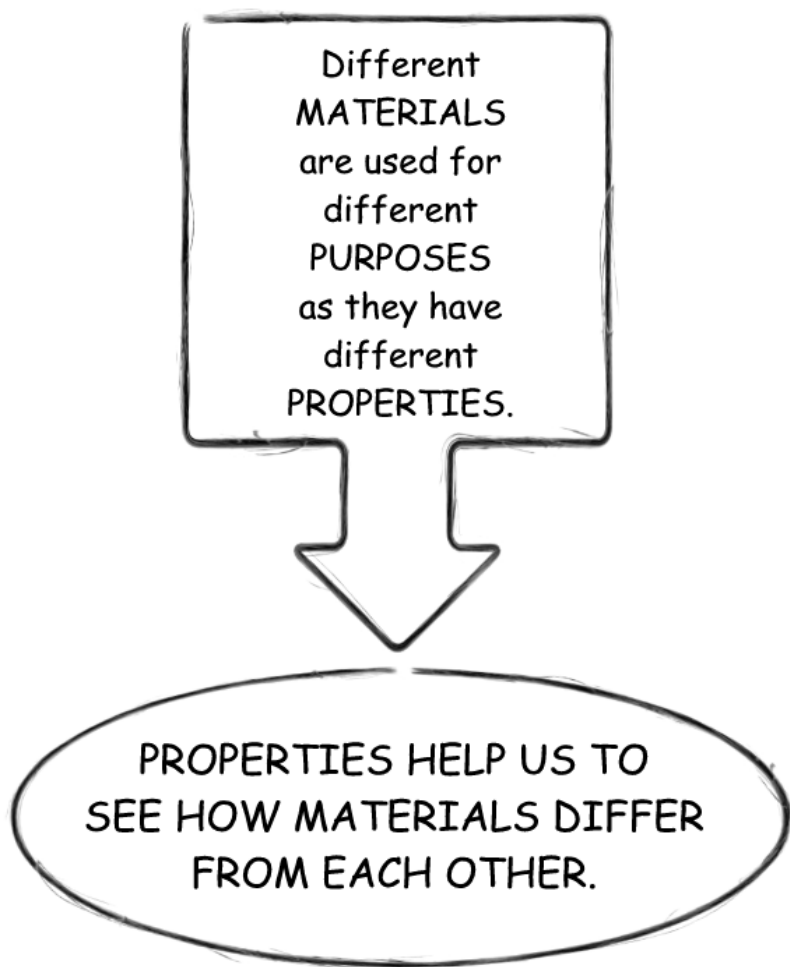 Different
MATERIALS
are used for
different
PURPOSES
as they have
different
PROPERTIES.
PROPERTIES HELP US TO
SEE HOW MATERIALS DIFFER
FROM EACH OTHER.